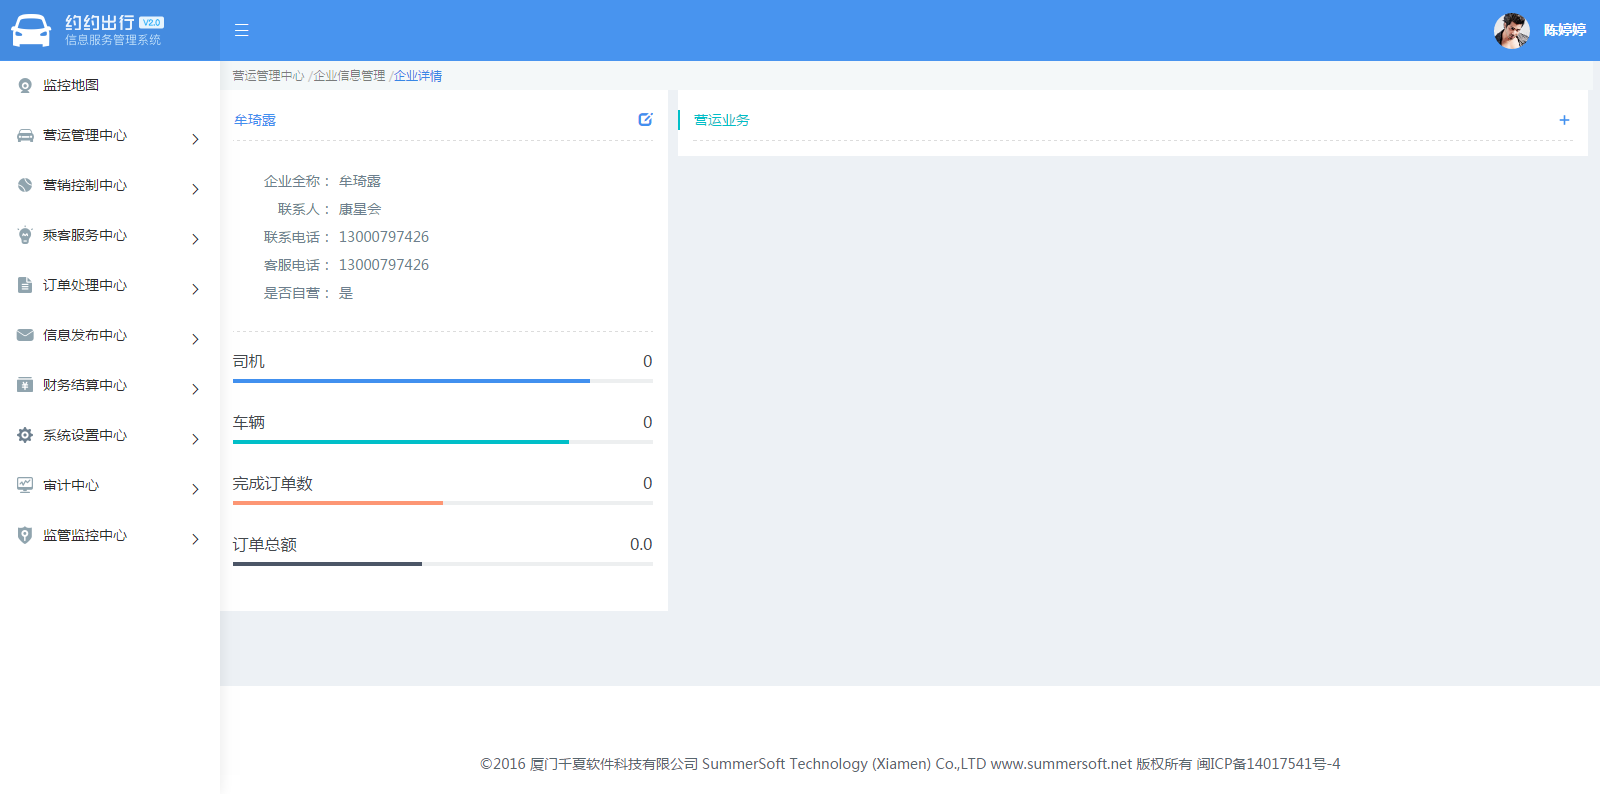 约约出行 V2.0
信息服务管理系统
陈婷婷
监控地图
营运管理中心
营销控制中心
乘客服务中心
订单处理中心
信息发布中心
财务结算中心
系统设置中心
审计中心
监管监控中心
营运管理中心 /企业信息管理 /企业详情
牟琦露
企业全称： 牟琦露
联系人： 康星会
联系电话： 13000797426
客服电话： 13000797426
是否自营： 是
司机 0
车辆 0
完成订单数 0
订单总额 0.0
营运业务 +
©2016 厦门千夏软件科技有限公司 SummerSoft Technology (Xiamen) Co.,LTD www.summersoft.net 版权所有 闽ICP备14017541号-4